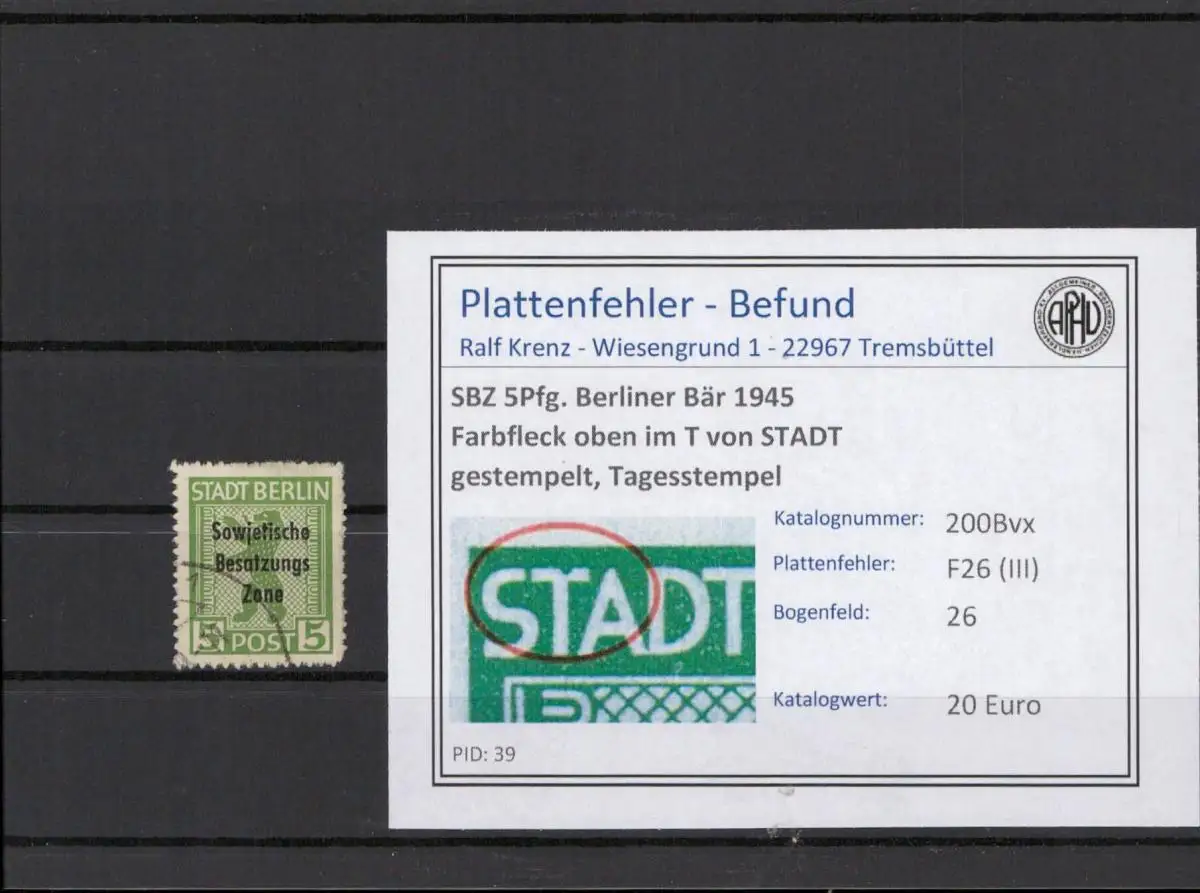 STADT BERLIN
Sowjetische
Besatzungs
Zone
5 POST 5
Plattenfehler - Befund
Ralf Krenz - Wiesengrund 1 - 22967 Tremsbüttel
APHV
SBZ 5Pfg. Berliner Bär 1945
Farbfleck oben im T von STADT
gestempelt, Tagesstempel
STADT
Katalognummer: 200Bvx
Plattenfehler: F26 (III)
Bogenfeld: 26
Katalogwert: 20 Euro
PID: 39